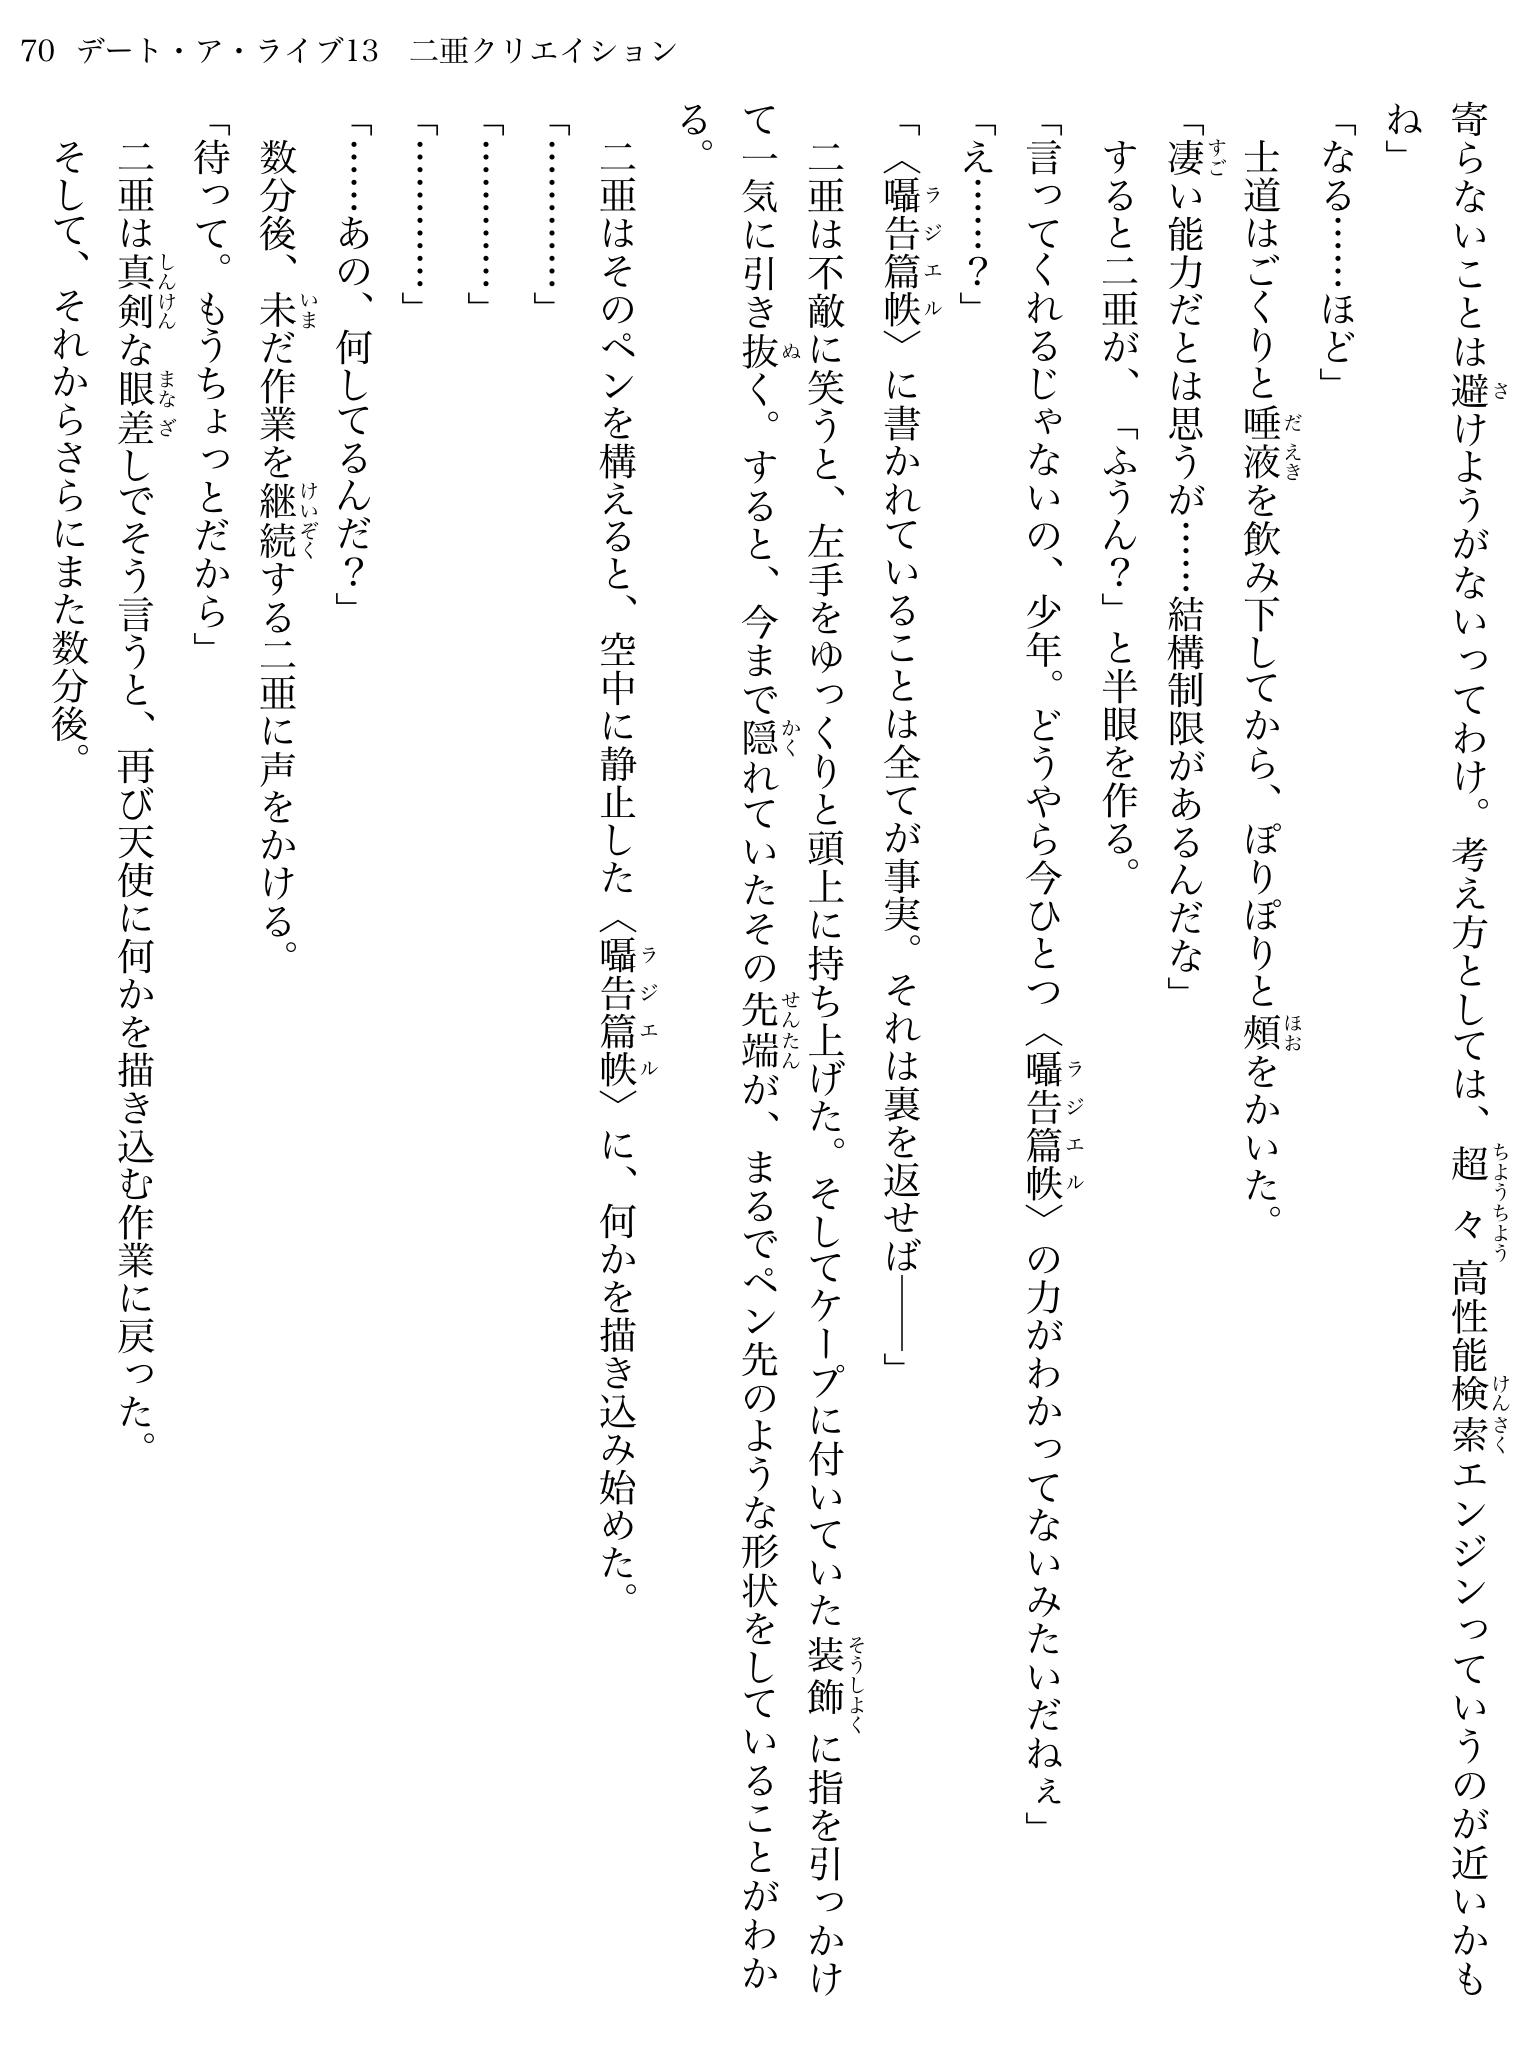 70 デート・ア・ライブ13 二亜クリエイション
寄らないことは避けようがないってわけ。考え方としては、超々高性能検索エンジンっていうのが近いかも
ね」
「なる……ほど」
士道はごくりと唾液を飲み下してから、ぽりぽりと頰をかいた。
「凄い能力だとは思うが……結構制限があるんだな」
すると二亜が、「ふうん？」と半眼を作る。
「言ってくれるじゃないの、少年。どうやら今ひとつ〈囁告篇帙〉の力がわかってないみたいだねぇ」
「え……？」
「〈囁告篇帙〉に書かれていることは全てが事実。それは裏を返せば――」
二亜は不敵に笑うと、左手をゆっくりと頭上に持ち上げた。そしてケープに付いていた装飾に指を引っかけ
て一気に引き抜く。すると、今まで隠れていたその先端が、まるでペン先のような形状をしていることがわか
る。
二亜はそのペンを構えると、空中に静止した〈囁告篇帙〉に、何かを描き込み始めた。
「…………」
「…………」
「…………」
「……あの、何してるんだ？」
数分後、未だ作業を継続する二亜に声をかける。
「待って。もうちょっとだから」
二亜は真剣な眼差しでそう言うと、再び天使に何かを描き込む作業に戻った。
そして、それからさらにまた数分後。